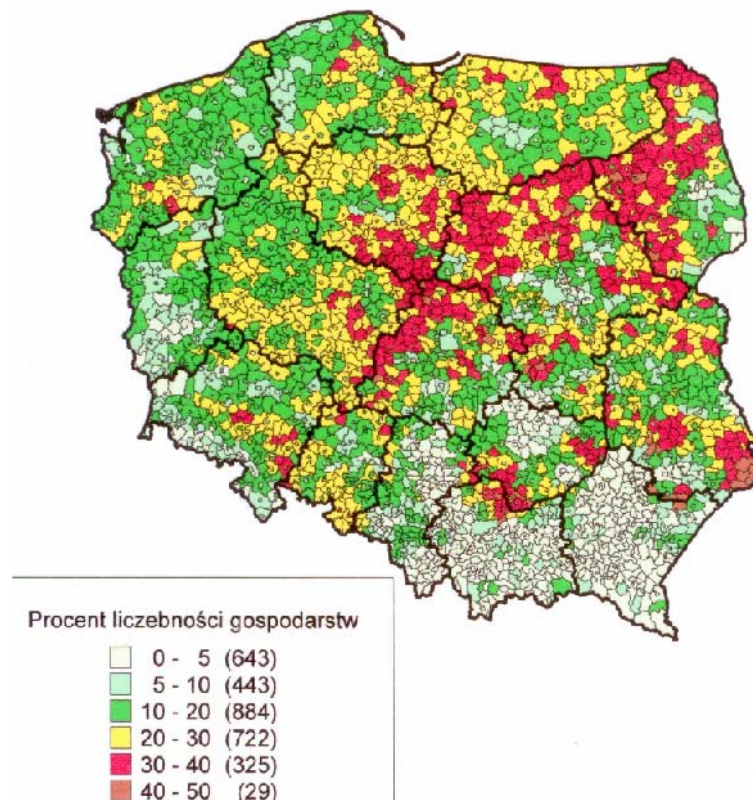 Procent liczebności gospodarstw
0 - 5 (643)
5 - 10 (443)
10 - 20 (884)
20 - 30 (722)
30 - 40 (325)
40 - 50 (29)